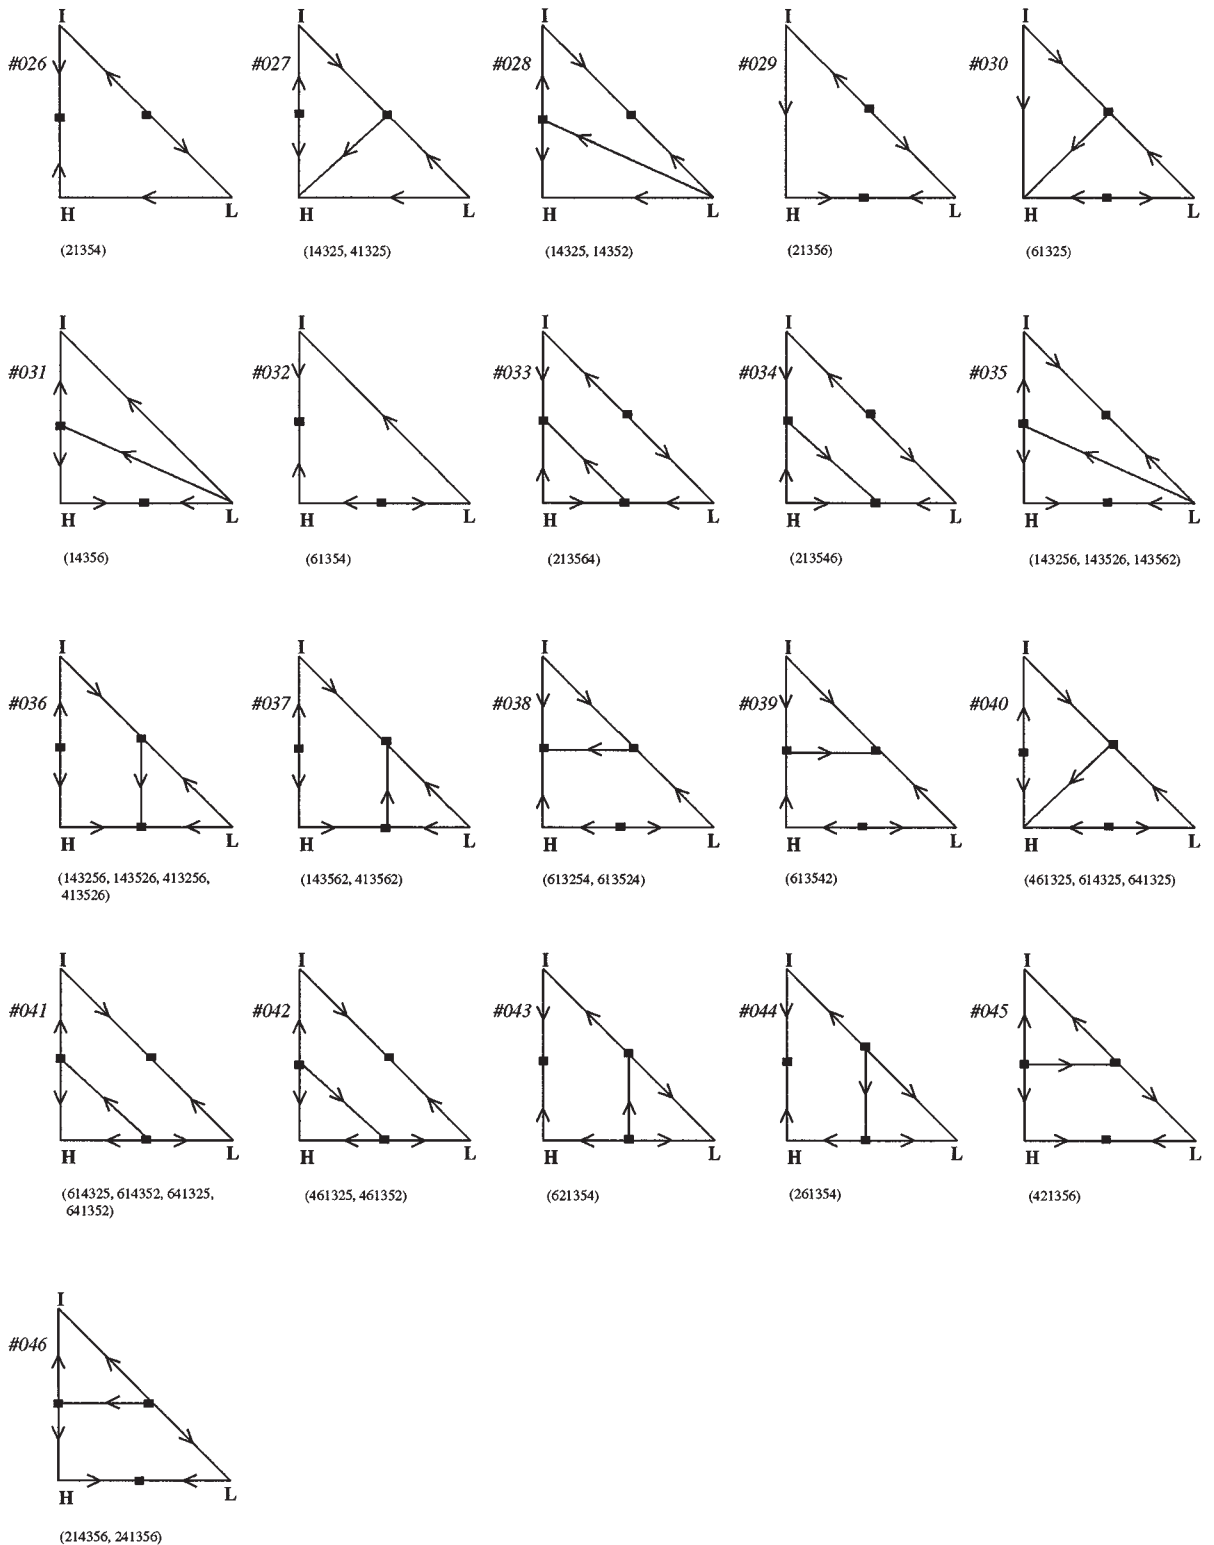 I I I I I
#026 #027 #028 #029 #030
H L H L H L H L H L
(21354) (14325, 41325) (14325, 14352) (21356) (61325)
I I I I I
#031 #032 #033 #034 #035
H L H L H L H L H L
(14356) (61354) (213564) (213546) (143256, 143526, 143562)
I I I I I
#036 #037 #038 #039 #040
H L H L H L H L H L
(143256, 143526, 413256, (143562, 413562) (613254, 613524) (613542) (461325, 614325, 641325)
413526)
I I I I I
#041 #042 #043 #044 #045
H L H L H L H L H L
(614325, 614352, 641325, (461325, 461352) (621354) (261354) (421356)
641352)
I
#046
H L
(214356, 241356)